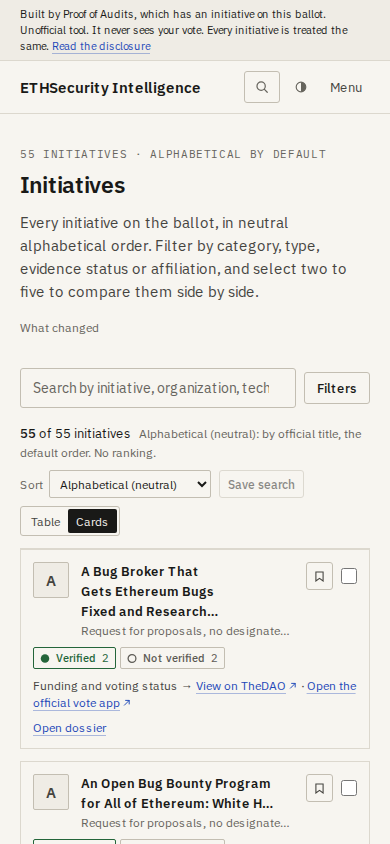 Built by Proof of Audits, which has an initiative on this ballot.
Unofficial tool. It never sees your vote. Every initiative is treated the
same. Read the disclosure
ETHSecurity Intelligence
Menu
55 INITIATIVES · ALPHABETICAL BY DEFAULT
Initiatives
Every initiative on the ballot, in neutral
alphabetical order. Filter by category, type,
evidence status or affiliation, and select two to
five to compare them side by side.
What changed
Search by initiative, organization, tech
Filters
55 of 55 initiatives Alphabetical (neutral): by official title, the
default order. No ranking.
Sort Alphabetical (neutral) Save search
Table Cards
A
A Bug Broker That
Gets Ethereum Bugs
Fixed and Research...
Request for proposals, no designate...
Verified 2 Not verified 2
Funding and voting status → View on TheDAO ↗ · Open the
official vote app ↗
Open dossier
A
An Open Bug Bounty Program
for All of Ethereum: White H...
Request for proposals, no designate...